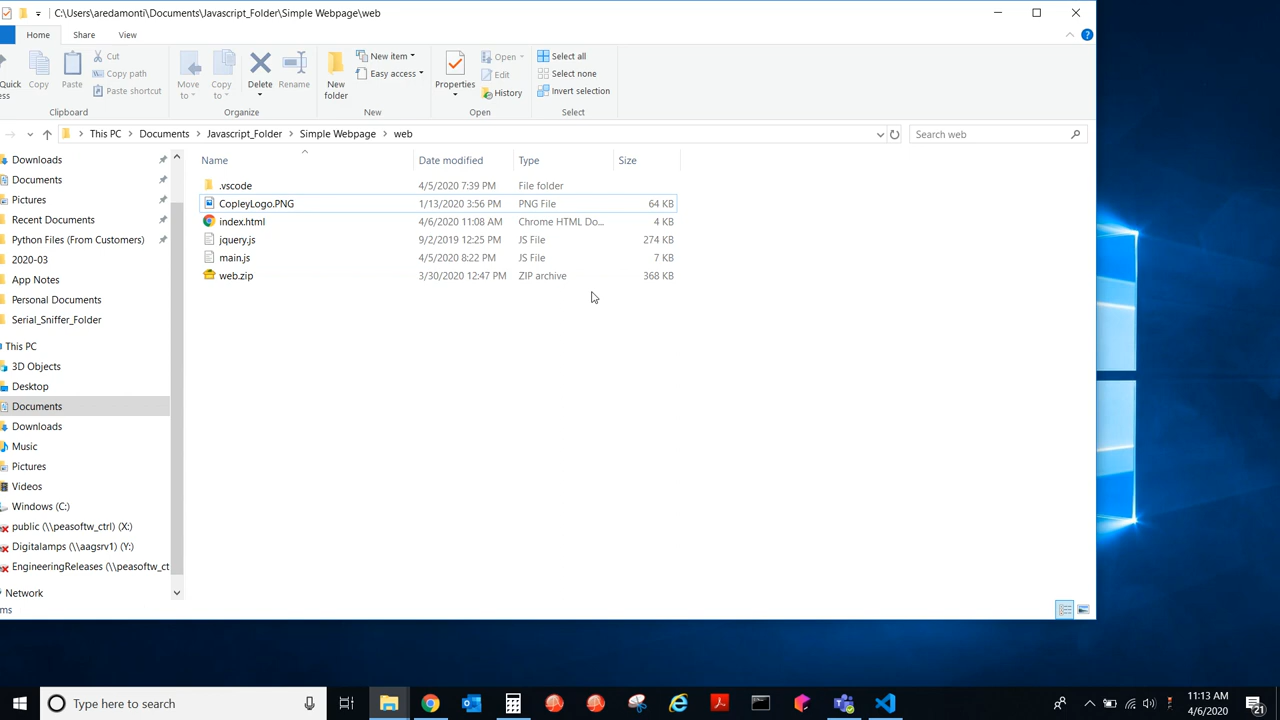 C:\Users\aredamonti\Documents\Javascript_Folder\Simple Webpage\web
Home Share View
Copy
Paste
Cut
Copy path
Paste shortcut
Clipboard
Move to
Copy to
Delete
Rename
Organize
New folder
New item
Easy access
New
Properties
Open
Edit
History
Open
Select all
Select none
Invert selection
Select
This PC Documents Javascript_Folder Simple Webpage web
Search web
Downloads
Documents
Pictures
Recent Documents
Python Files (From Customers)
2020-03
App Notes
Personal Documents
Serial_Sniffer_Folder
This PC
3D Objects
Desktop
Documents
Downloads
Music
Pictures
Videos
Windows (C:)
public (\\peasoftw_ctrl) (X:)
Digitalamps (\\aagsrv1) (Y:)
EngineeringReleases (\\peasoftw_ct
Network
Name Date modified Type Size
.vscode 4/5/2020 7:39 PM File folder
CopleyLogo.PNG 1/13/2020 3:56 PM PNG File 64 KB
index.html 4/6/2020 11:08 AM Chrome HTML Do... 4 KB
jquery.js 9/2/2019 12:25 PM JS File 274 KB
main.js 4/5/2020 8:22 PM JS File 7 KB
web.zip 3/30/2020 12:47 PM ZIP archive 368 KB
Type here to search
11:13 AM
4/6/2020
21